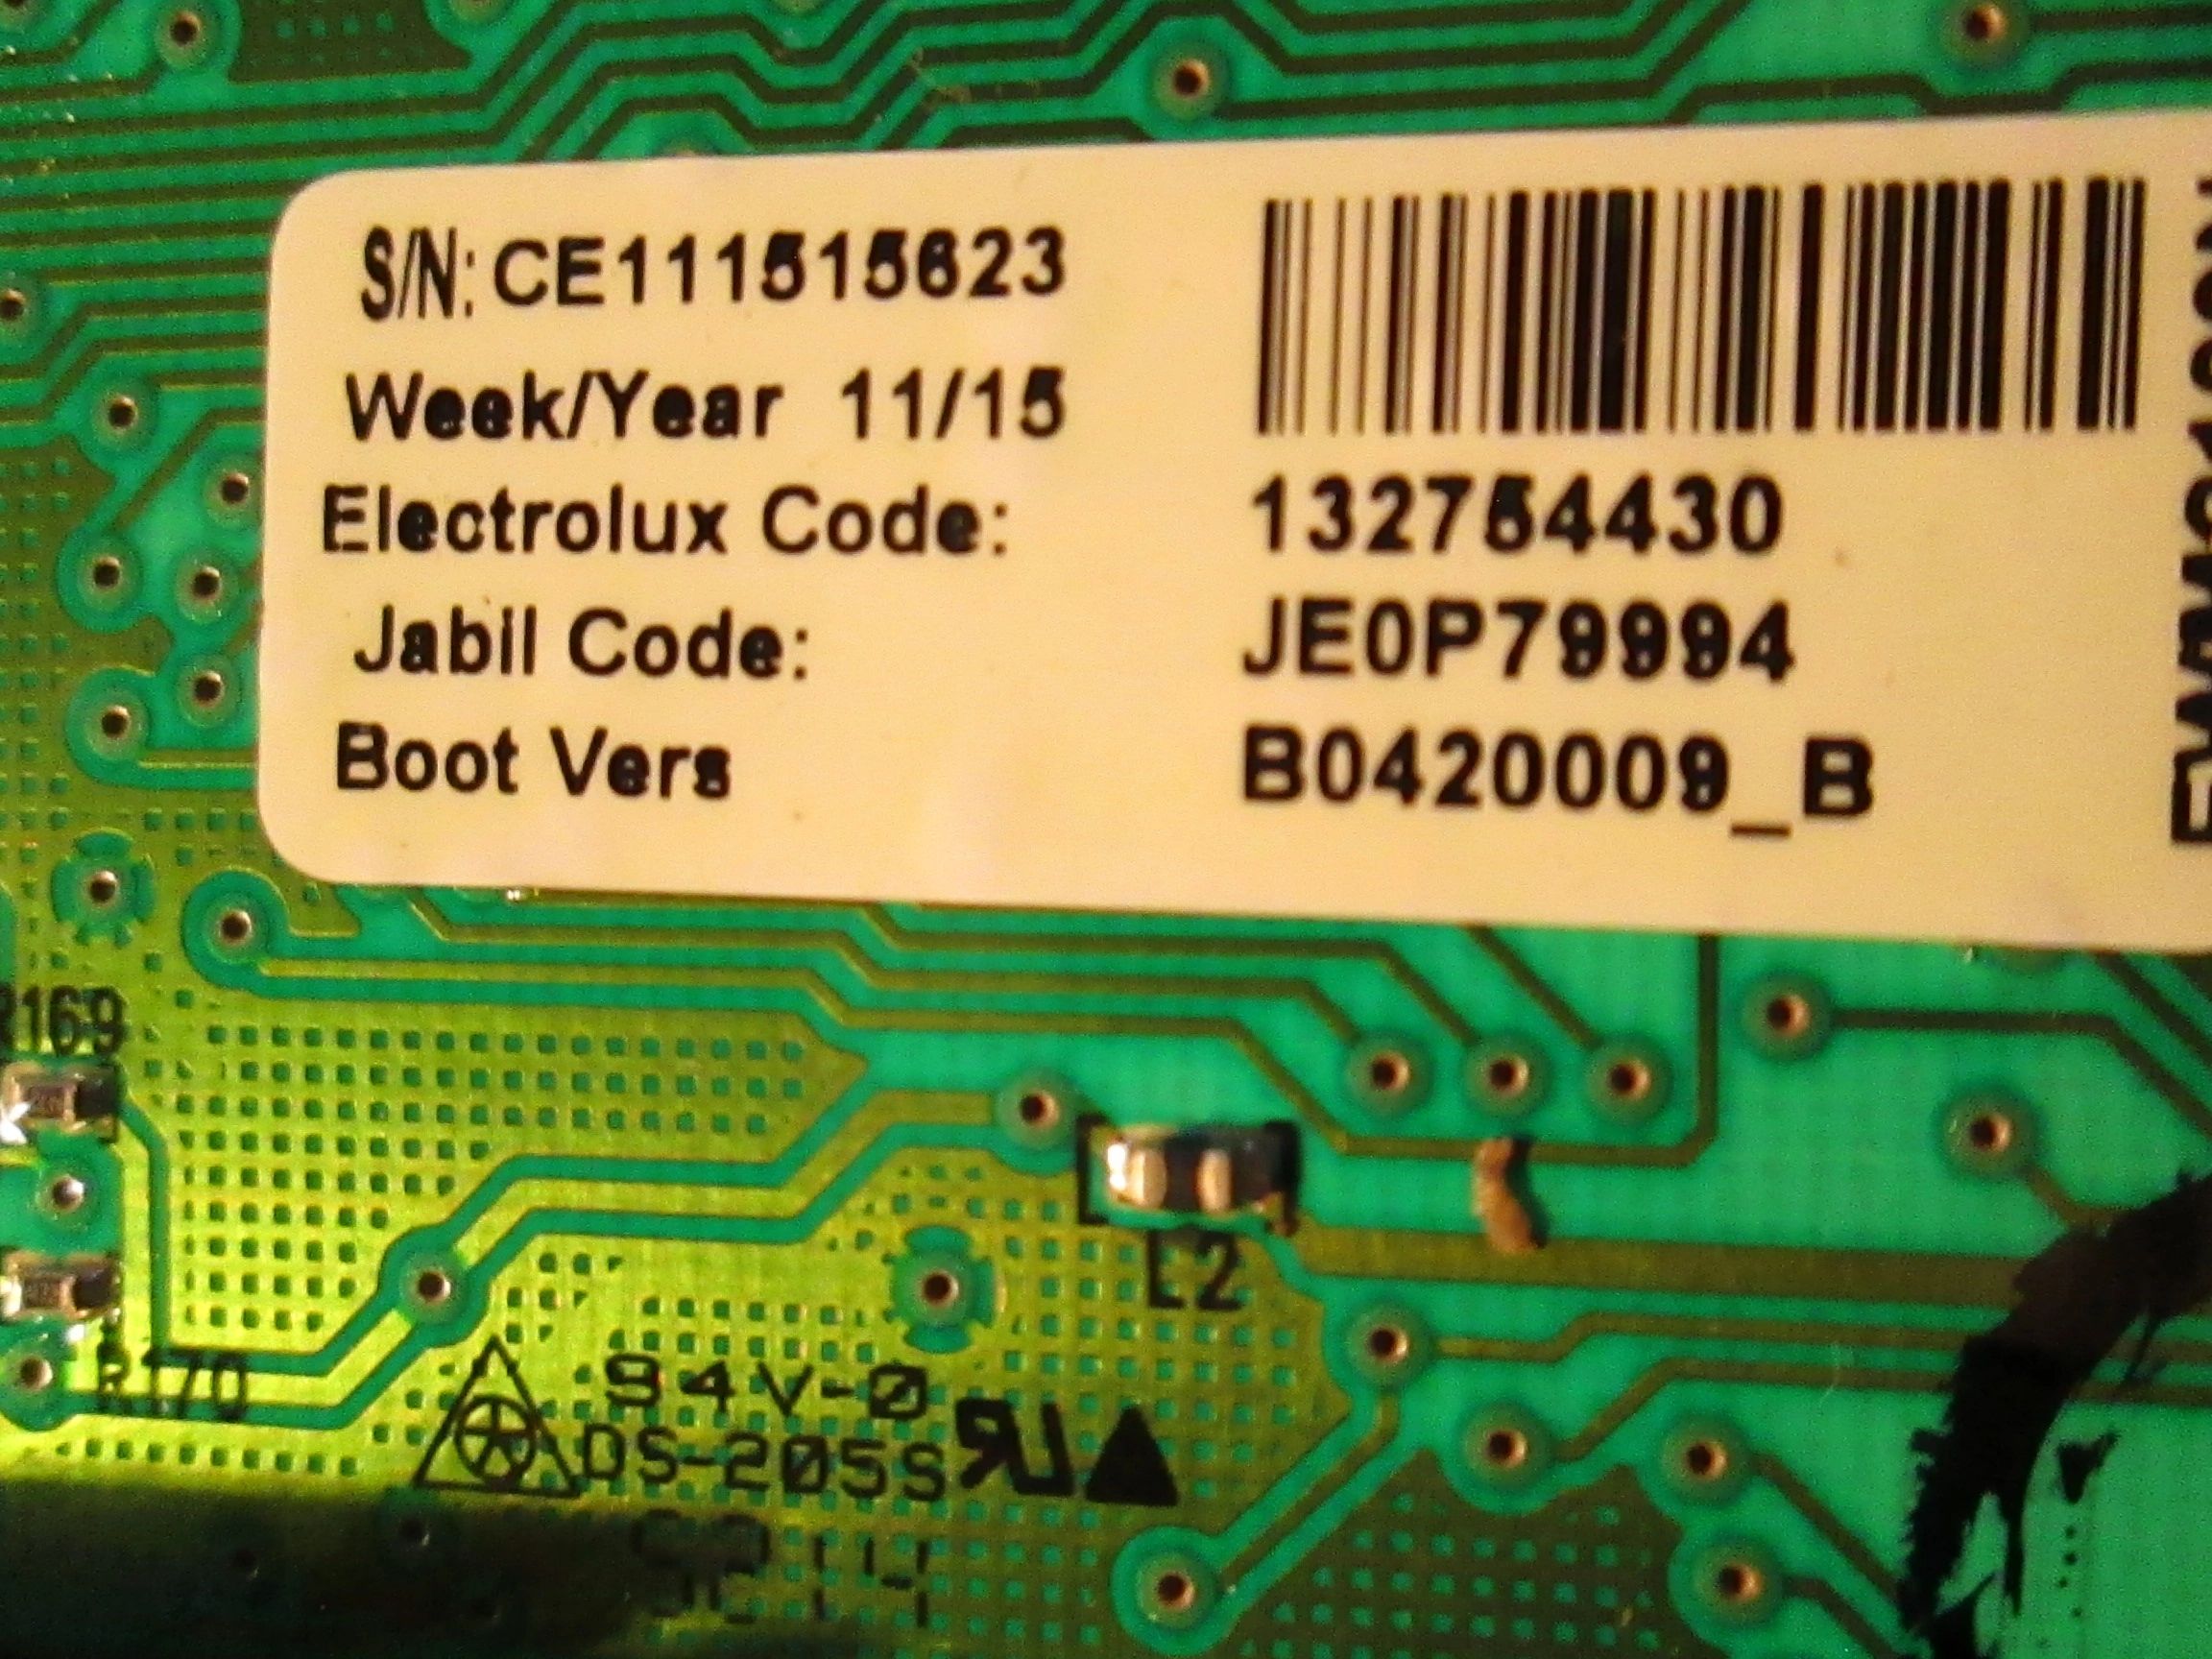 S/N: CE111515623
Week/Year 11/15
Electrolux Code: 132754430
Jabil Code: JE0P79994
Boot Vers B0420009_B
R169
L2
R170
94V-0
DS-205S